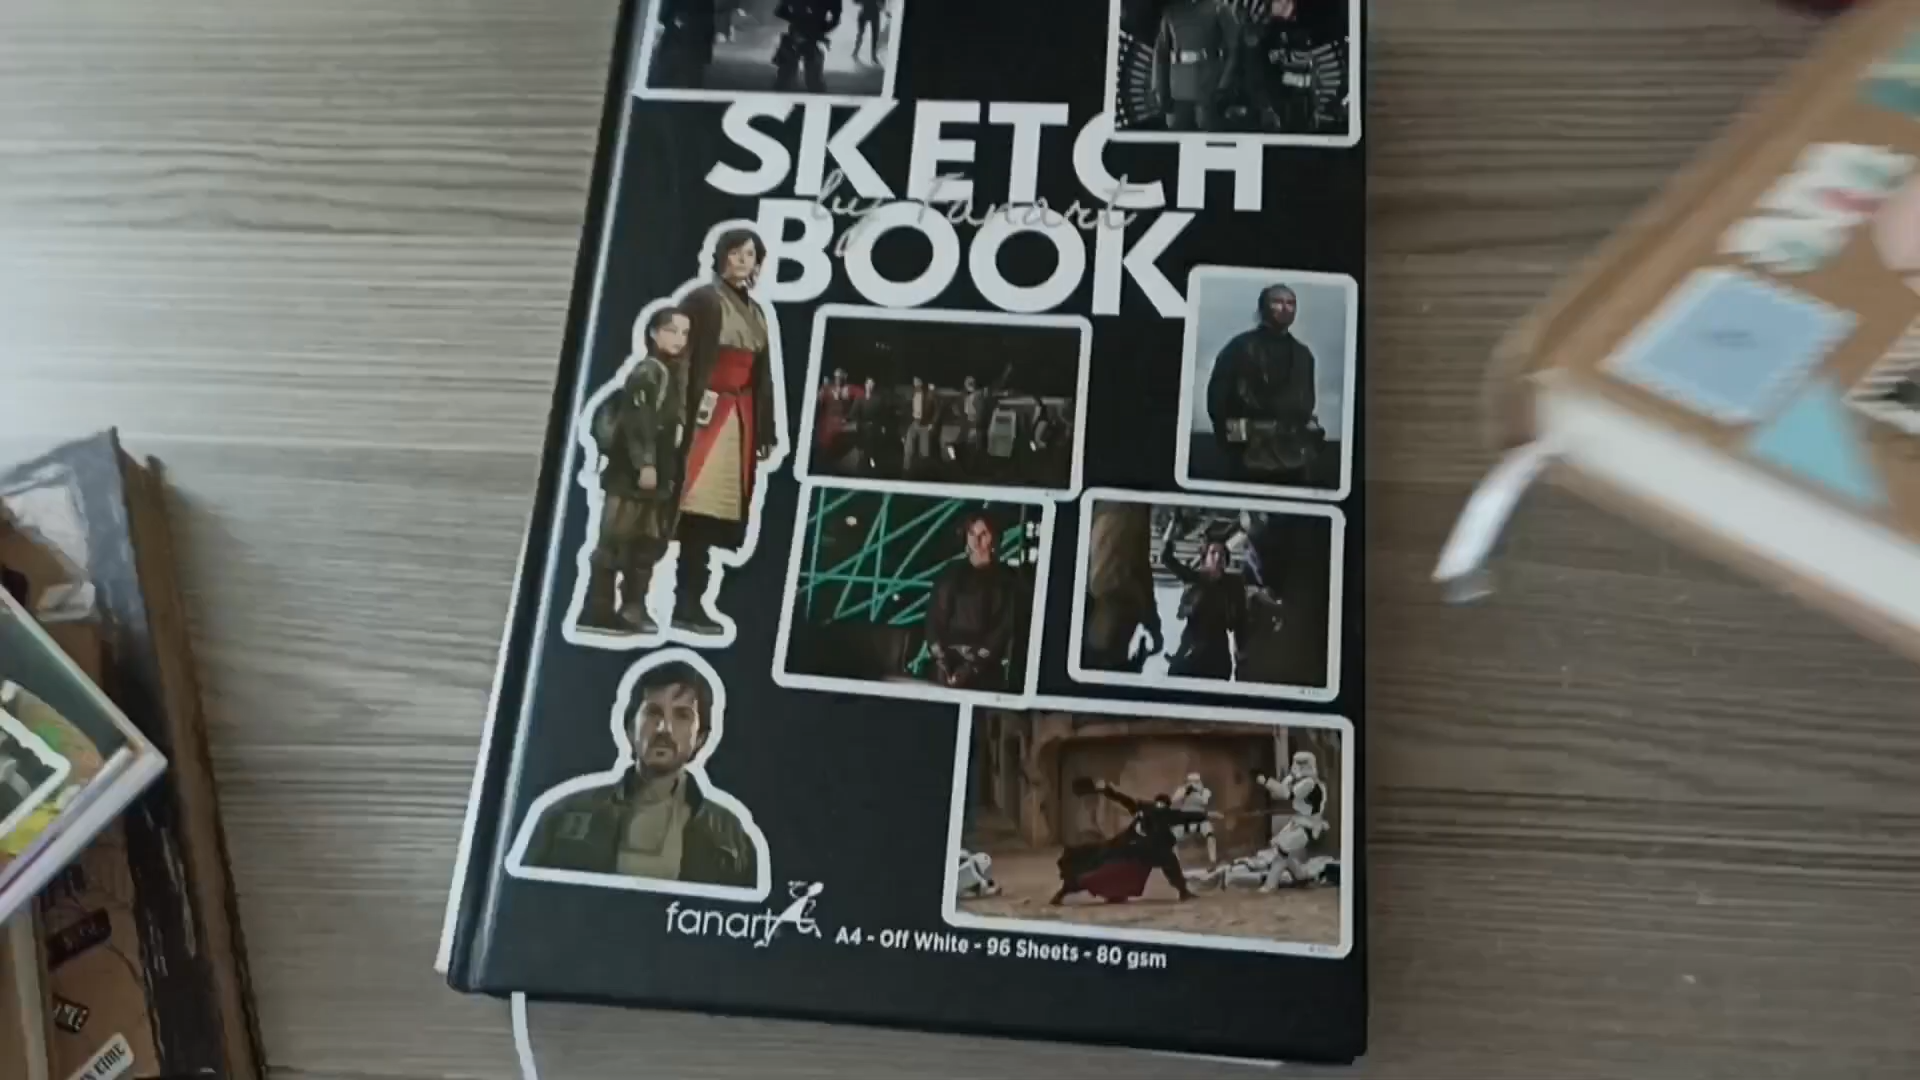 SKETCH
by Fanart
BOOK
fanart
A4 - Off White - 96 Sheets - 80 gsm